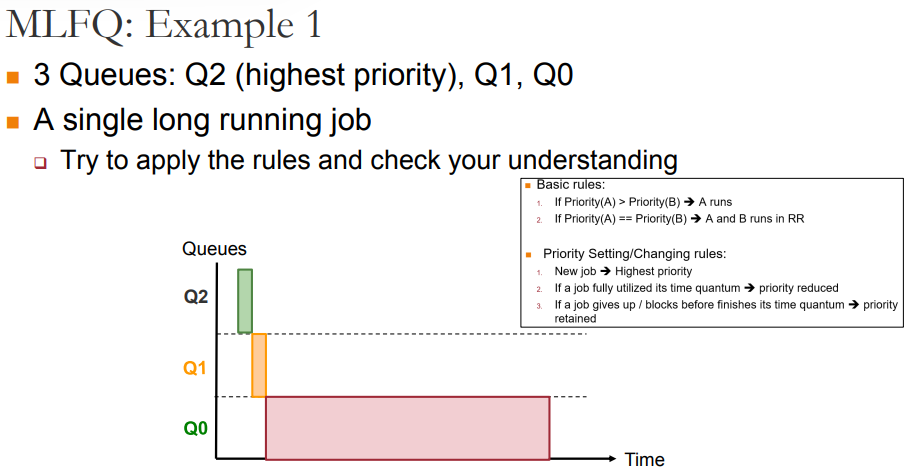 MLFQ: Example 1
3 Queues: Q2 (highest priority), Q1, Q0
A single long running job
Try to apply the rules and check your understanding
Basic rules:
1. If Priority(A) > Priority(B) → A runs
2. If Priority(A) == Priority(B) → A and B runs in RR
Priority Setting/Changing rules:
1. New job → Highest priority
2. If a job fully utilized its time quantum → priority reduced
3. If a job gives up / blocks before finishes its time quantum → priority
retained
Queues
Q2
Q1
Q0
Time